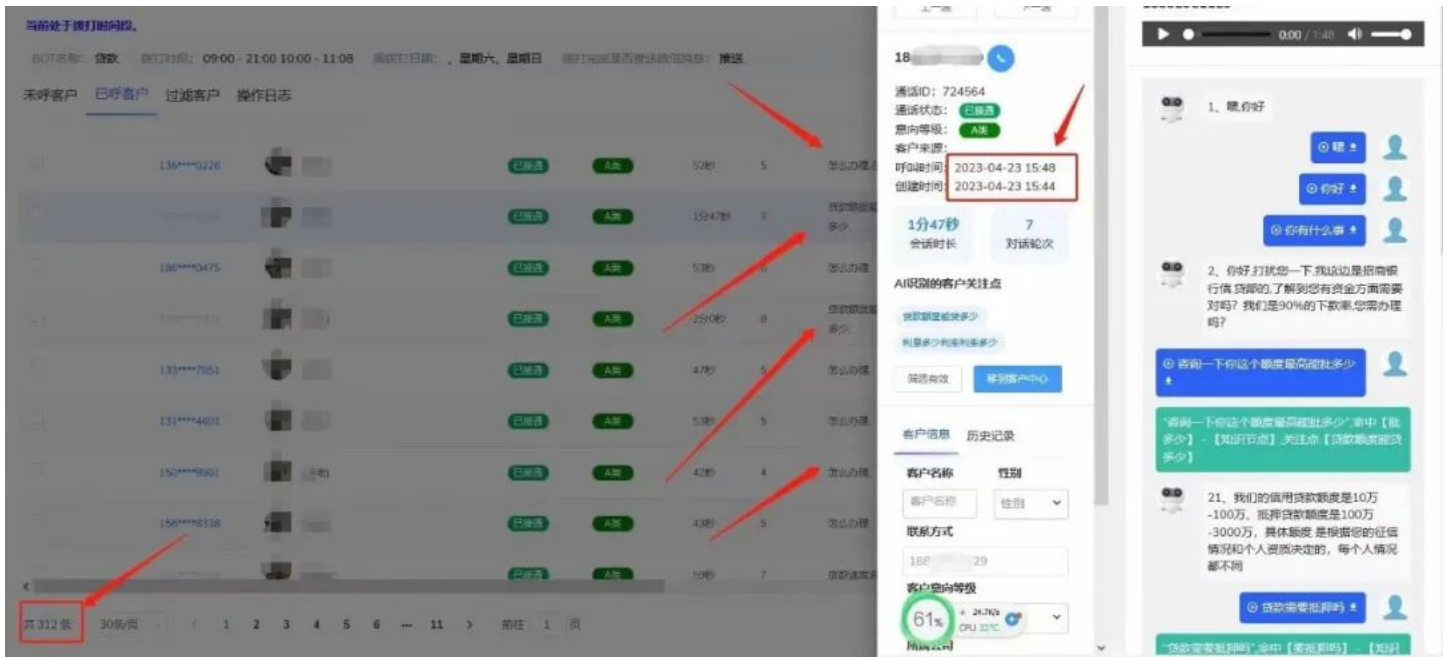 当前处于拨打时间段。
BOT名称: 贷款 拨打时段: 09:00 - 21:00 10:00 - 11:08 , 星期六, 星期日 推送
未呼客户 已呼客户 过滤客户 操作日志
136****0226 已接通 A类 52秒 5 怎么办理
已接通 A类 1分47秒 7 贷款额度能
多少
186****0475 已接通 A类 53秒 6 怎么办理
已接通 A类 8 贷款额度能
多少
133****7051 已接通 A类 47秒 5 怎么办理
131****4601 已接通 A类 53秒 5 怎么办理
150****8901 已接通 A类 42秒 4 怎么办理
156****8338 已接通 A类 43秒 5 怎么办理
已接通 A类 7
共 312 条 30条/页 1 2 3 4 5 6 ... 11 前往 1 页
18
通话ID: 724564
通话状态: 已接通
意向等级: A类
客户来源:
呼叫时间: 2023-04-23 15:48
创建时间: 2023-04-23 15:44
1分47秒 7
会话时长 对话轮次
AI识别的客户关注点
贷款额度能贷多少
利息多少利率利率多少
筛选有效 移到客户中心
客户信息 历史记录
客户名称 性别
客户名称 性别
联系方式
188 29
客户意向等级
61% + 24.7K/s
CPU 32°C
所属公司
0:00 / 1:48
1、嗯,你好
嗯
你好
你有什么事
2、你好,打扰您一下,我这边是招商银
行信贷部的,了解到您有资金方面需要
对吗? 我们是90%的下款率,您需办理
吗?
咨询一下你这个额度最高能批多少
"咨询一下你这个额度最高能批多少",命中【批
多少】 - 【知识节点】,关注点【贷款额度能贷
多少】
21、我们的信用贷款额度是10万
-100万、抵押贷款额度是100万
-3000万, 具体额度 是根据您的征信
情况和个人资质决定的, 每个人情况
都不同
贷款需要抵押吗
"贷款需要抵押吗",命中【要抵押吗】 - 【知识